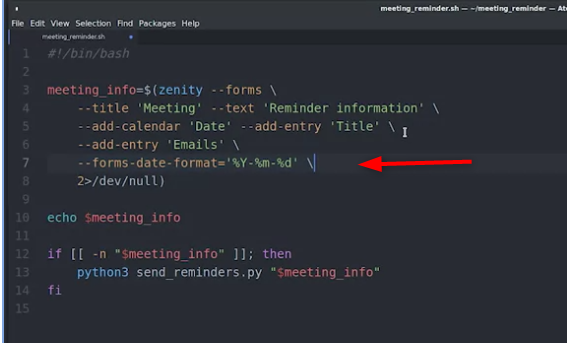 meeting_reminder.sh — ~/meeting_reminder — Ato
File Edit View Selection Find Packages Help
meeting_reminder.sh
1 #!/bin/bash
2
3 meeting_info=$(zenity --forms \
4 --title 'Meeting' --text 'Reminder information' \
5 --add-calendar 'Date' --add-entry 'Title' \
6 --add-entry 'Emails' \
7 --forms-date-format='%Y-%m-%d' \
8 2>/dev/null)
9
10 echo $meeting_info
11
12 if [[ -n "$meeting_info" ]]; then
13 python3 send_reminders.py "$meeting_info"
14 fi
15